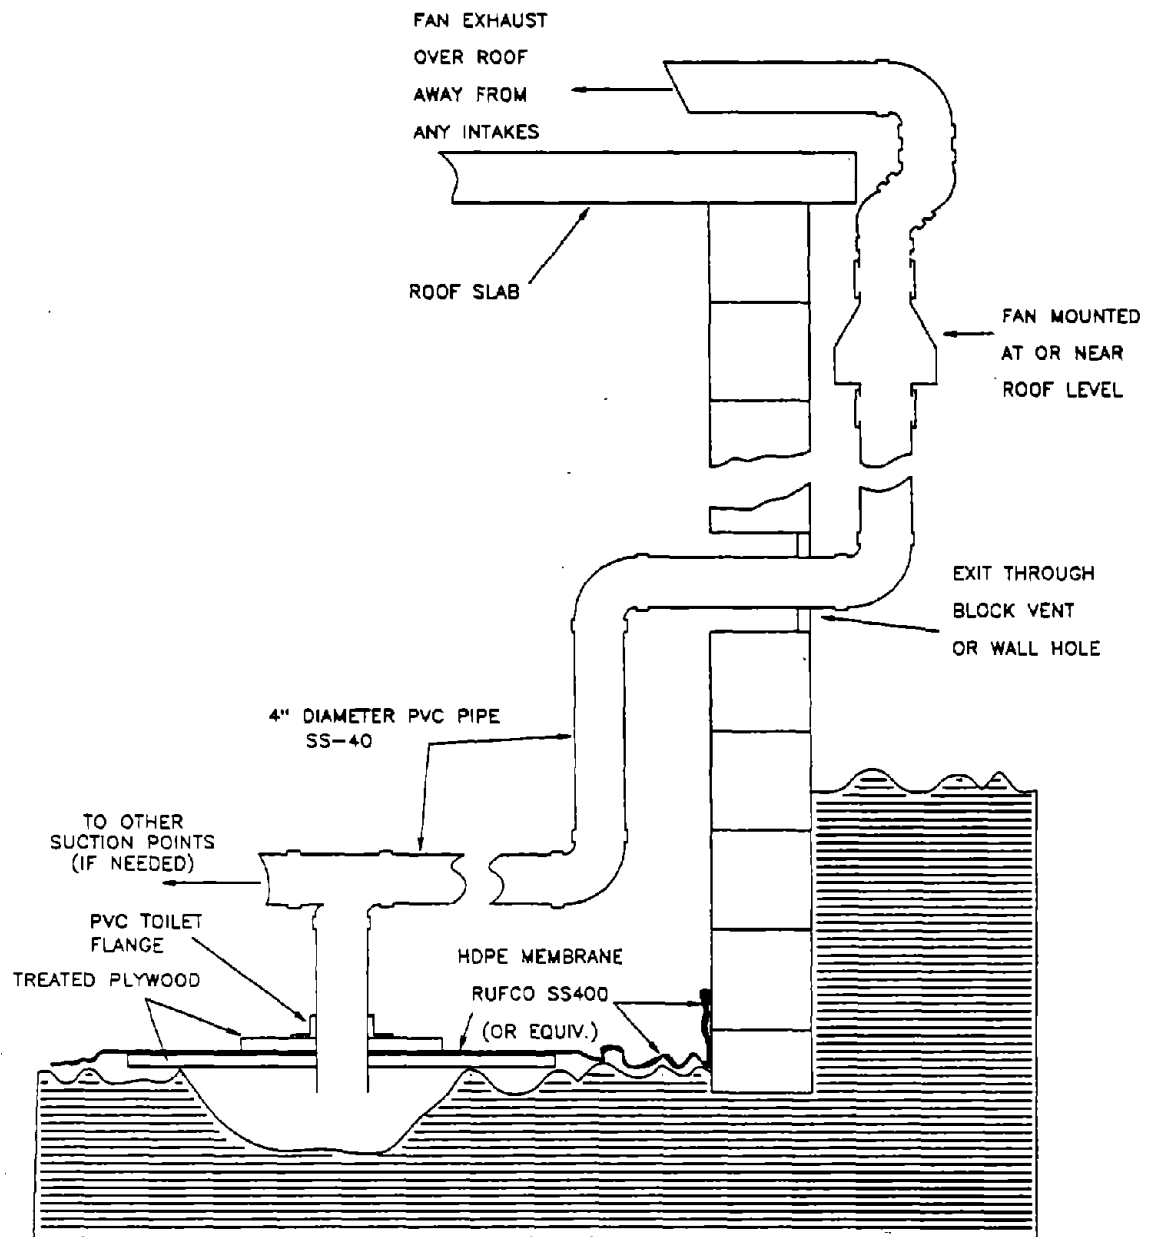 FAN EXHAUST
OVER ROOF
AWAY FROM
ANY INTAKES
ROOF SLAB
FAN MOUNTED
AT OR NEAR
ROOF LEVEL
EXIT THROUGH
BLOCK VENT
OR WALL HOLE
4" DIAMETER PVC PIPE
SS-40
TO OTHER
SUCTION POINTS
(IF NEEDED)
PVC TOILET
FLANGE
TREATED PLYWOOD
HDPE MEMBRANE
RUFCO SS400
(OR EQUIV.)